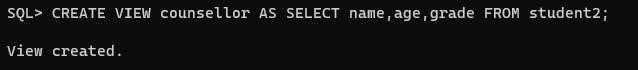 SQL> CREATE VIEW counsellor AS SELECT name,age,grade FROM student2;
View created.